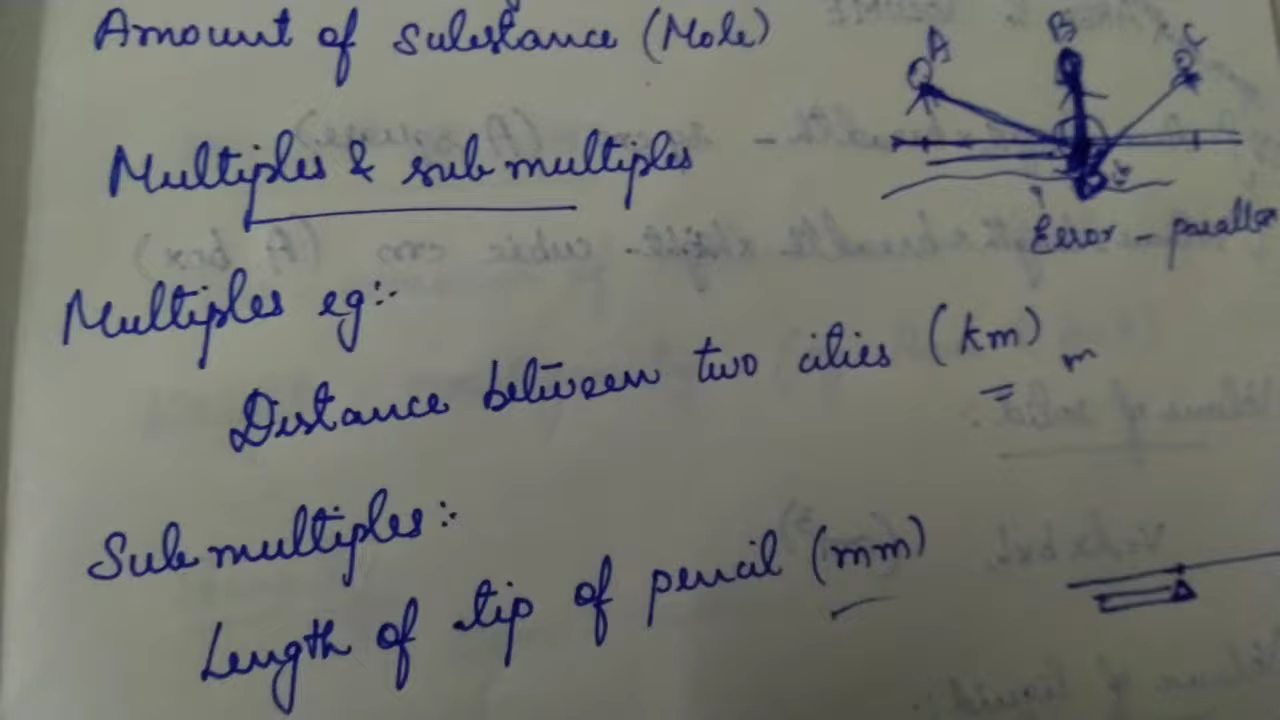 Amount of substance (Mole)
A B C
Multiples & sub multiples
Error - parallax
Multiples eg:-
Distance between two cities (km) m
Sub multiples:-
Length of tip of pencil (mm)